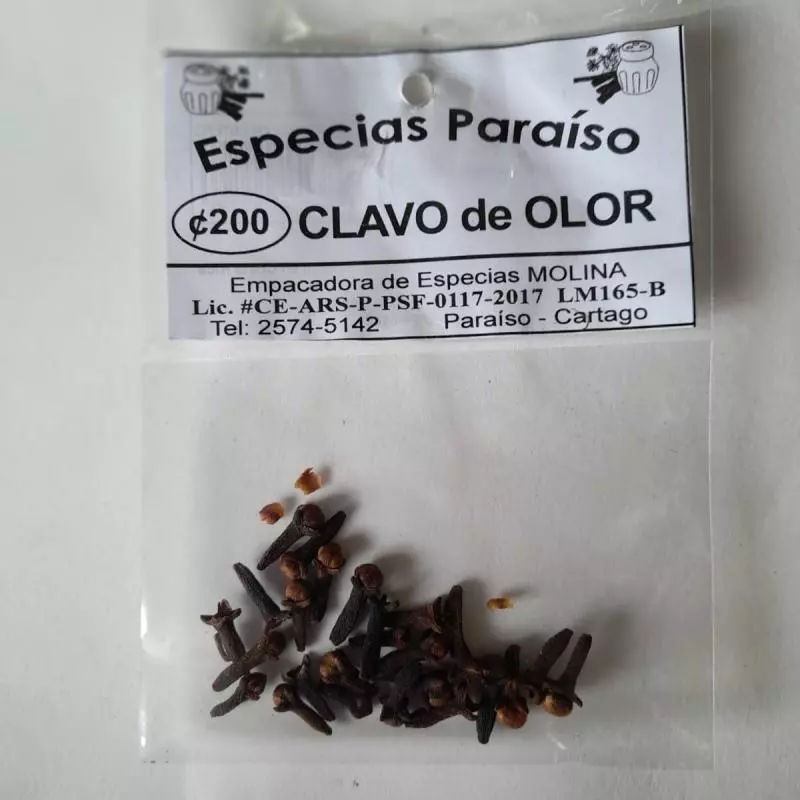 Especias Paraíso
¢200 CLAVO de OLOR
Empacadora de Especias MOLINA
Lic. #CE-ARS-P-PSF-0117-2017 LM165-B
Tel: 2574-5142 Paraíso - Cartago